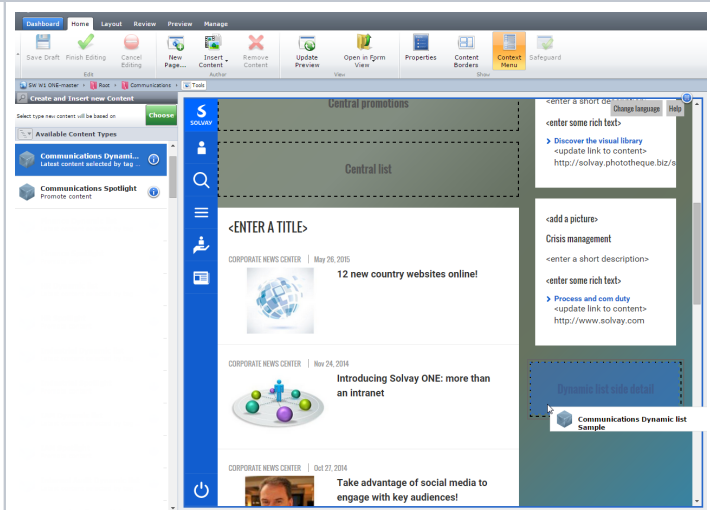 Dashboard Home Layout Review Preview Manage
Save Draft Finish Editing Cancel Editing New Page... Insert Content Remove Content Update Preview Open in Form View Properties Content Borders Context Menu Safeguard
Edit Author View Show
SW W1 ONE-master Root Communications Tools
Create and Insert new Content
Select type new content will be based on Choose
Available Content Types
Communications Dynami...
Latest content selected by tag ...
Communications Spotlight
Promote content
SOLVAY
Central promotions
Central list
<ENTER A TITLE>
CORPORATE NEWS CENTER | May 26, 2015
12 new country websites online!
CORPORATE NEWS CENTER | Nov 24, 2014
Introducing Solvay ONE: more than
an intranet
CORPORATE NEWS CENTER | Oct 27, 2014
Take advantage of social media to
engage with key audiences!
Change language Help
<enter some rich text>
Discover the visual library
<update link to content>
http://solvay.phototheque.biz/s
<add a picture>
Crisis management
<enter a short description>
<enter some rich text>
Process and com duty
<update link to content>
http://www.solvay.com
Dynamic list side detail
Communications Dynamic list
Sample